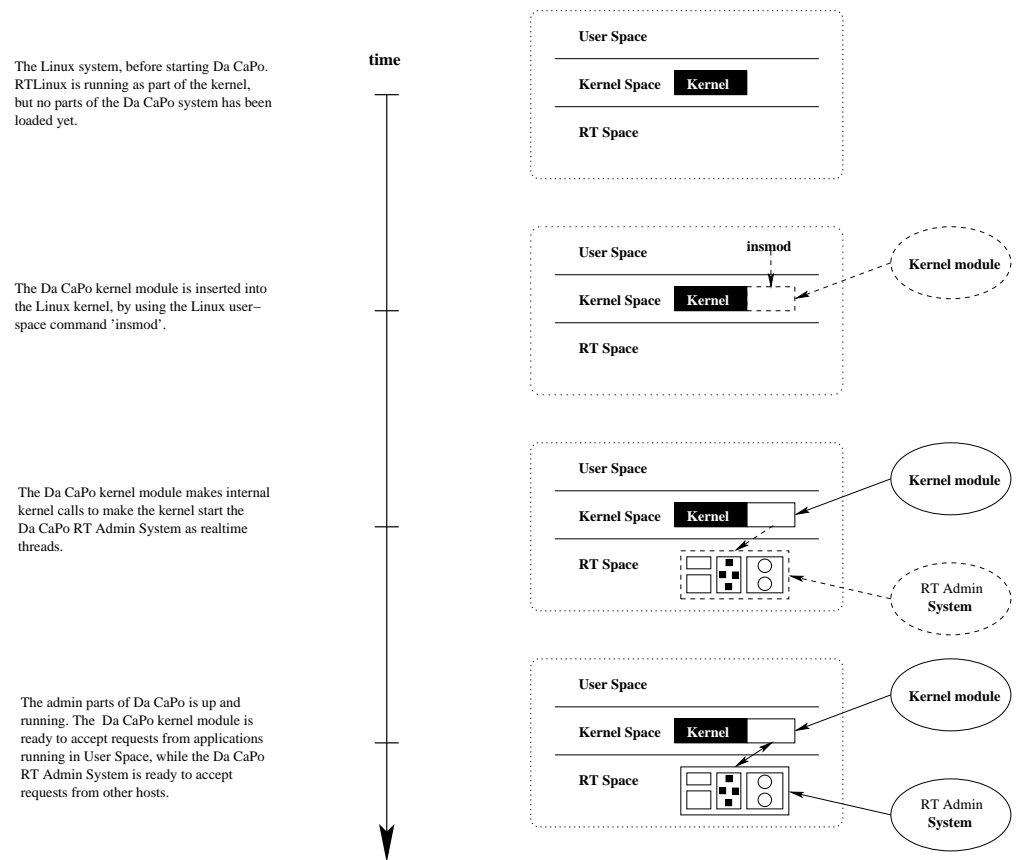 The Linux system, before starting Da CaPo.
RTLinux is running as part of the kernel,
but no parts of the Da CaPo system has been
loaded yet.
time
User Space
Kernel Space
Kernel
RT Space
The Da CaPo kernel module is inserted into
the Linux kernel, by using the Linux user−
space command ’insmod’.
User Space
insmod
Kernel Space
Kernel
RT Space
Kernel module
The Da CaPo kernel module makes internal
kernel calls to make the kernel start the
Da CaPo RT Admin System as realtime
threads.
User Space
Kernel Space
Kernel
RT Space
Kernel module
RT Admin
System
The admin parts of Da CaPo is up and
running. The Da CaPo kernel module is
ready to accept requests from applications
running in User Space, while the Da CaPo
RT Admin System is ready to accept
requests from other hosts.
User Space
Kernel Space
Kernel
RT Space
Kernel module
RT Admin
System